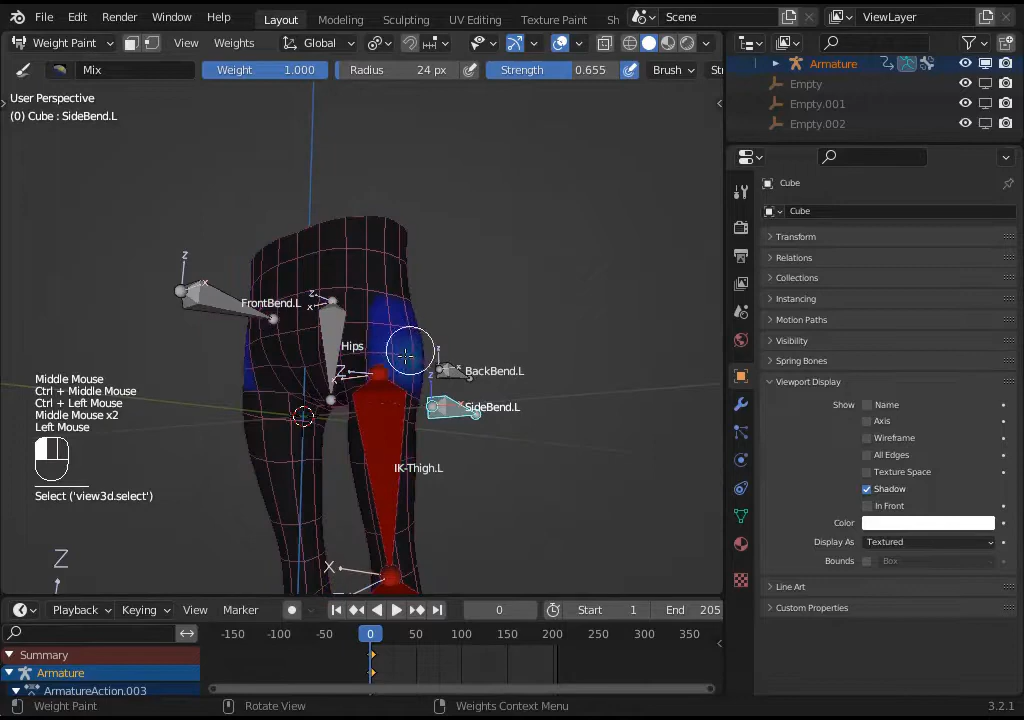 File Edit Render Window Help Layout Modeling Sculpting UV Editing Texture Paint Sh Scene ViewLayer
Weight Paint View Weights Global
Mix Weight 1.000 Radius 24 px Strength 0.655 Brush Str
Armature
Empty
Empty.001
Empty.002
User Perspective
(0) Cube : SideBend.L
z
x
FrontBend.L
z
x
Hips
Z
z
BackBend.L
z
x
SideBend.L
IK-Thigh.L
X
Middle Mouse
Ctrl + Middle Mouse
Ctrl + Left Mouse
Middle Mouse x2
Left Mouse
Select ('view3d.select')
Z
Cube
Cube
Transform
Relations
Collections
Instancing
Motion Paths
Visibility
Spring Bones
Viewport Display
Show Name
Axis
Wireframe
All Edges
Texture Space
Shadow
In Front
Color
Display As Textured
Bounds Box
Line Art
Custom Properties
Playback Keying View Marker 0 Start 1 End 205
-150 -100 -50 0 50 100 150 200 250 300 350
Summary
Armature
ArmatureAction.003
Weight Paint Rotate View Weights Context Menu 3.2.1